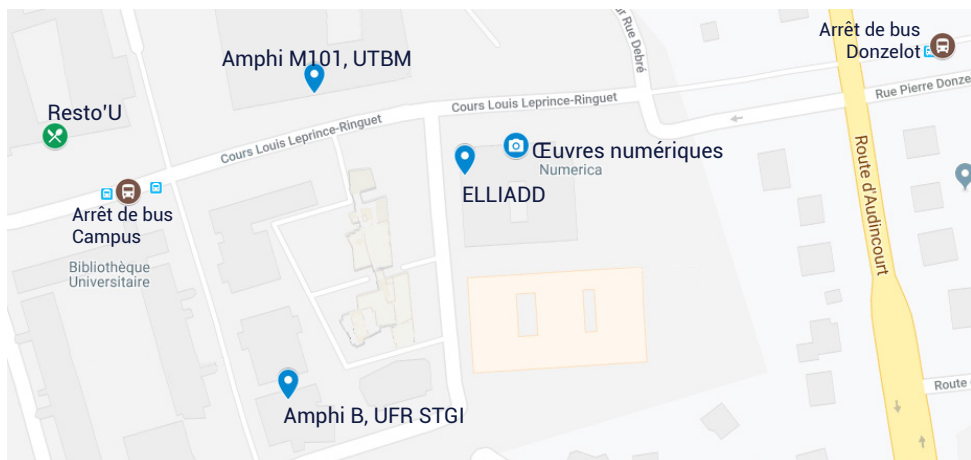 Arrêt de bus
Donzelot
Amphi M101, UTBM
Rue Debré
Rue Pierre Donze
Resto'U
Cours Louis Leprince-Ringuet
Cours Louis Leprince-Ringuet
Œuvres numériques
Numerica
ELLIADD
Route d'Audincourt
Arrêt de bus
Campus
Bibliothèque
Universitaire
Route
Amphi B, UFR STGI